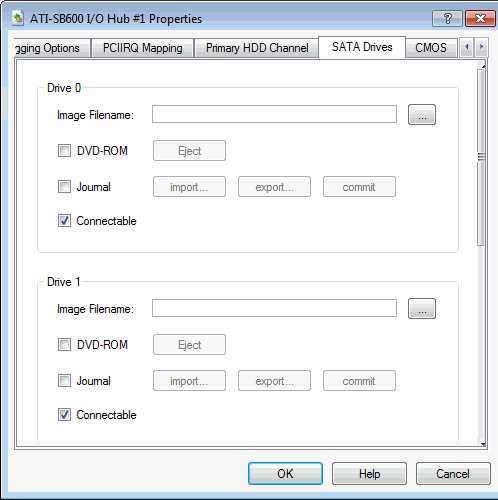 ATI-SB600 I/O Hub #1 Properties
gging Options PCIIRQ Mapping Primary HDD Channel SATA Drives CMOS
Drive 0
Image Filename: ...
DVD-ROM Eject
Journal import... export... commit
Connectable
Drive 1
Image Filename: ...
DVD-ROM Eject
Journal import... export... commit
Connectable
OK Help Cancel